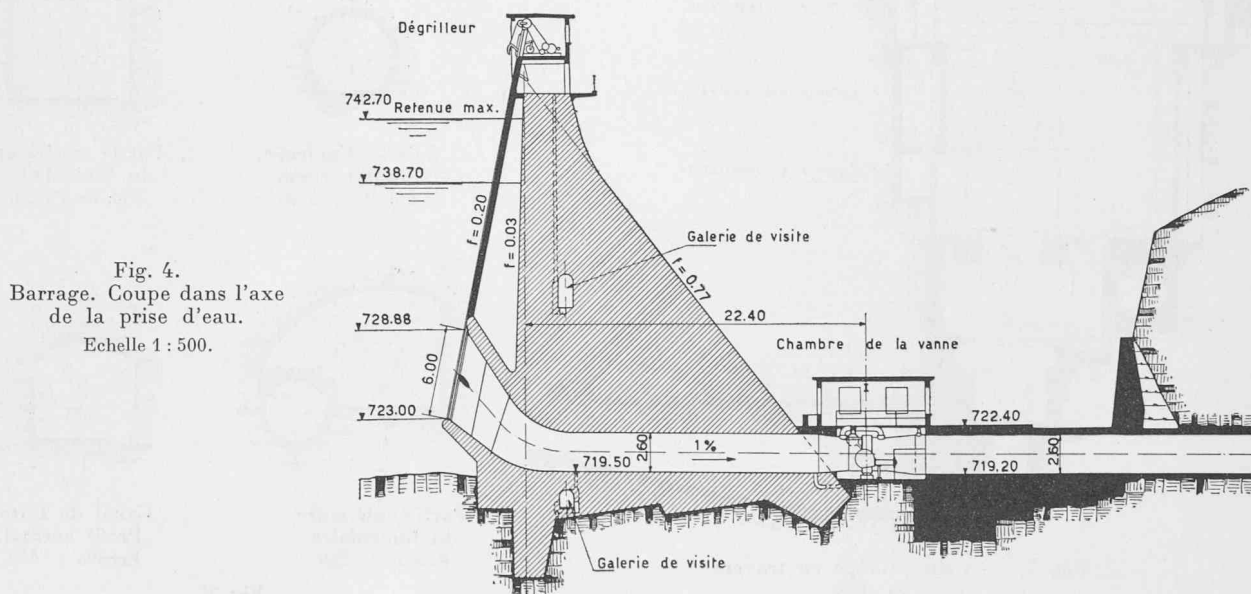 Dégrilleur
742.70
Retenue max.
738.70
f = 0.20
f = 0.03
Galerie de visite
f = 0.77
Fig. 4.
Barrage. Coupe dans l'axe
de la prise d'eau.
Echelle 1 : 500.
728.88
22.40
Chambre de la vanne
6.00
723.00
722.40
2,60
1‰
719.50
719.20
2,60
Galerie de visite